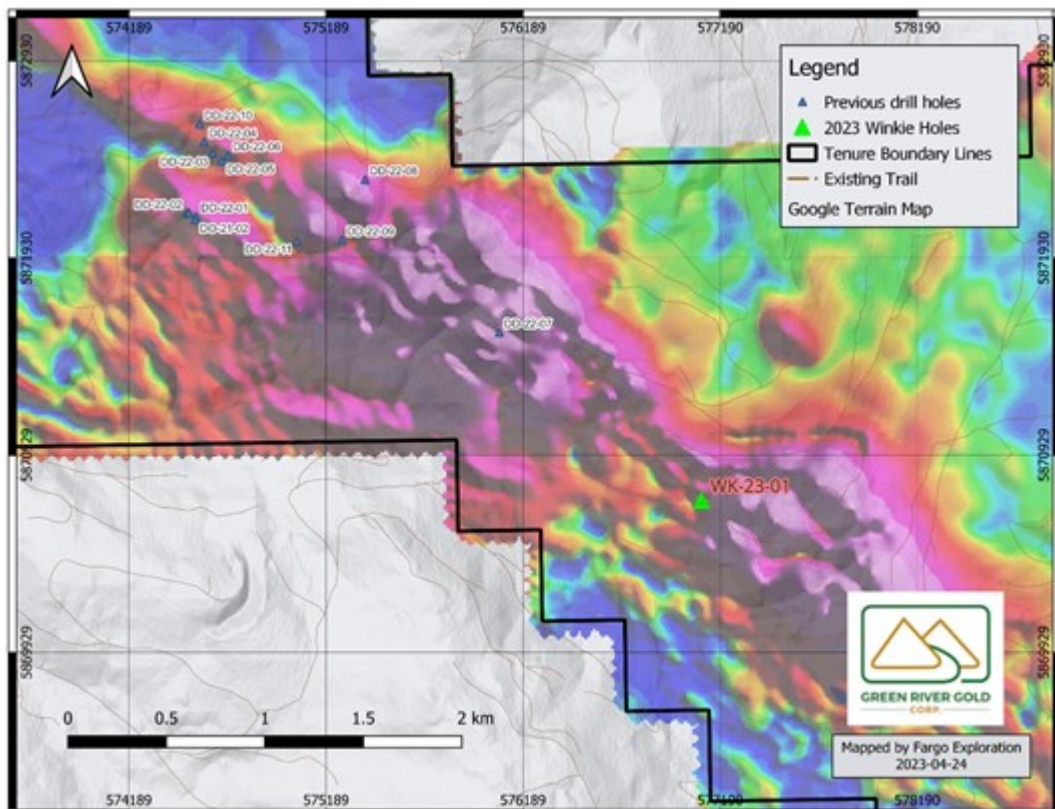 574189 575189 576189 577190 578190
5872930
5872930
Legend
Previous drill holes
2023 Winkie Holes
Tenure Boundary Lines
Existing Trail
Google Terrain Map
DD-22-10
DD-22-04
DD-22-06
DD-22-03
DD-22-05
DD-22-08
DD-22-02
DD-22-01
DD-21-02
DD-22-11
DD-22-09
5871930
5871930
DD-22-07
5870929
5870929
WK-23-01
5869929
5869929
GREEN RIVER GOLD
CORP.
0 0.5 1 1.5 2 km
Mapped by Fargo Exploration
2023-04-24
574189 575189 576189 577190 578190